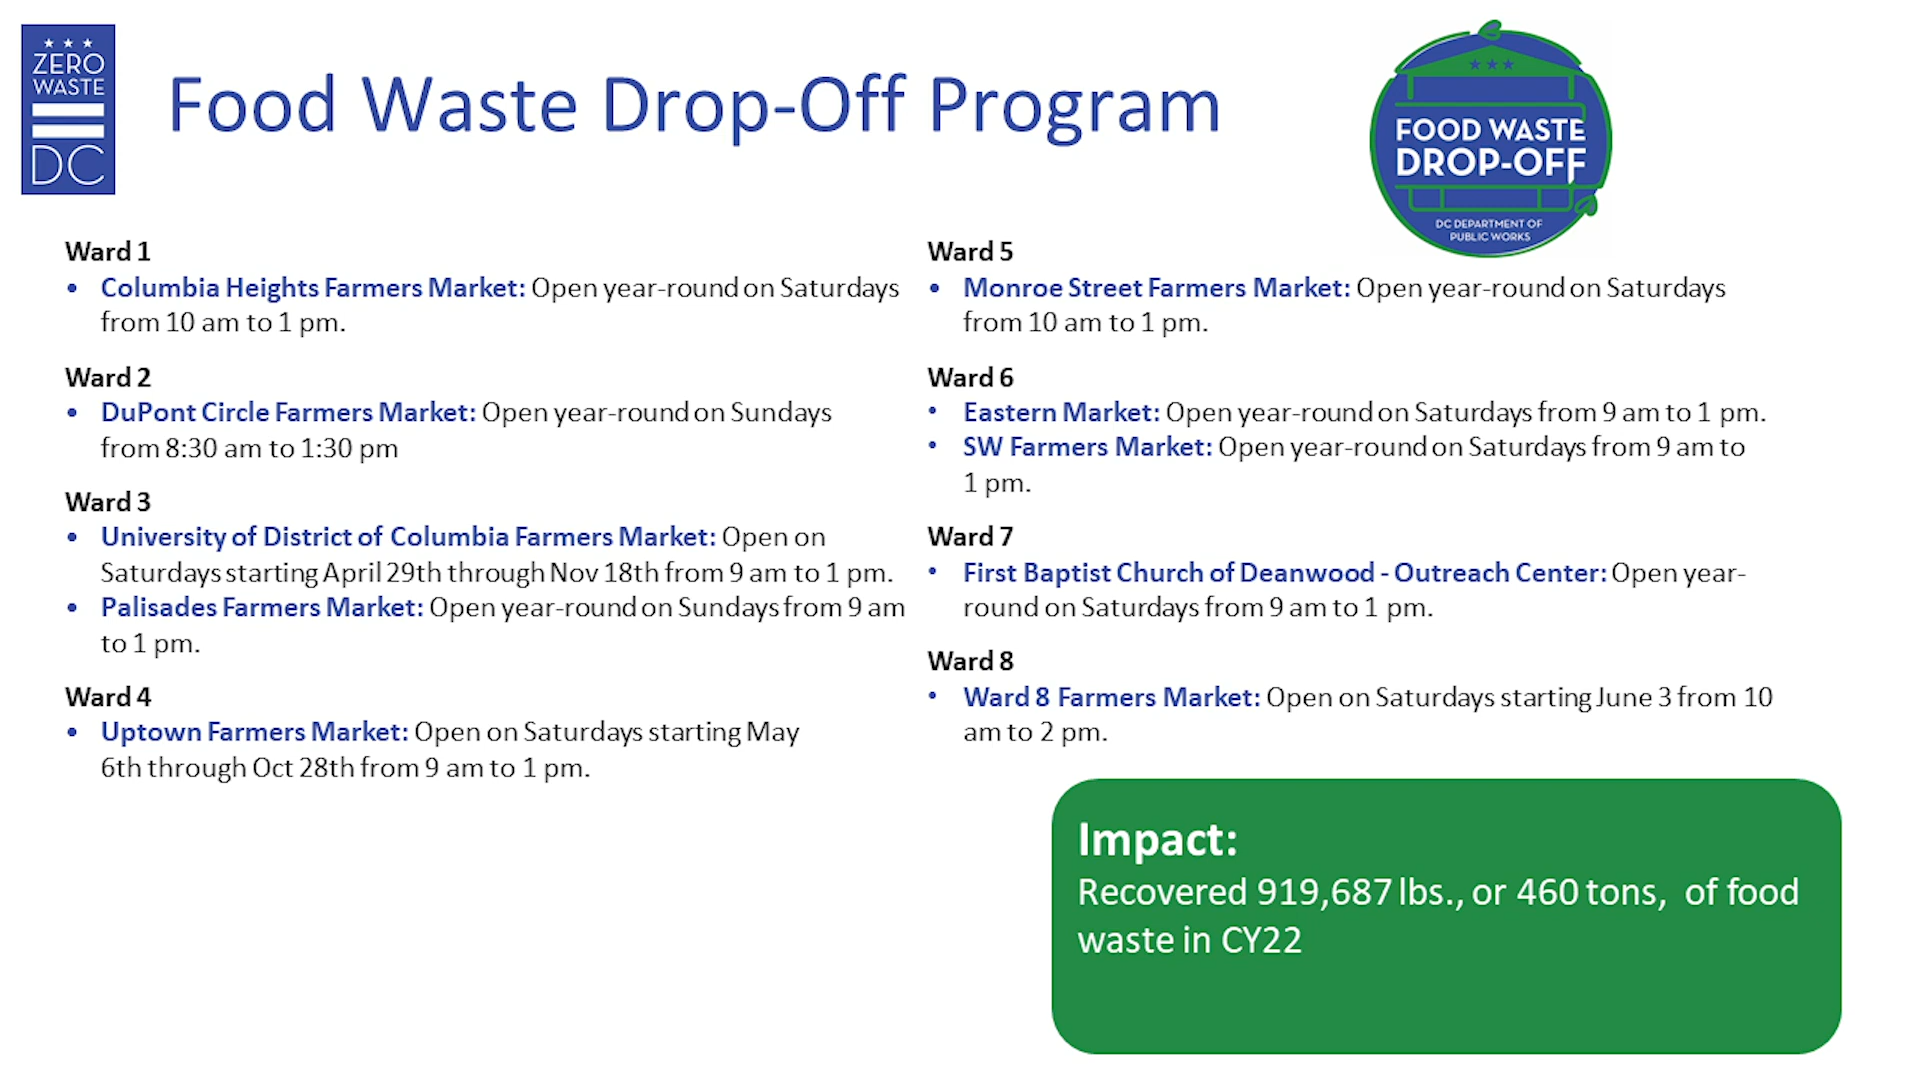 ★ ★ ★
ZERO
WASTE
DC
Food Waste Drop-Off Program
★ ★ ★
FOOD WASTE
DROP-OFF
DC DEPARTMENT OF
PUBLIC WORKS
Ward 1
• Columbia Heights Farmers Market: Open year-round on Saturdays
from 10 am to 1 pm.
Ward 2
• DuPont Circle Farmers Market: Open year-round on Sundays
from 8:30 am to 1:30 pm
Ward 3
• University of District of Columbia Farmers Market: Open on
Saturdays starting April 29th through Nov 18th from 9 am to 1 pm.
• Palisades Farmers Market: Open year-round on Sundays from 9 am
to 1 pm.
Ward 4
• Uptown Farmers Market: Open on Saturdays starting May
6th through Oct 28th from 9 am to 1 pm.
Ward 5
• Monroe Street Farmers Market: Open year-round on Saturdays
from 10 am to 1 pm.
Ward 6
• Eastern Market: Open year-round on Saturdays from 9 am to 1 pm.
• SW Farmers Market: Open year-round on Saturdays from 9 am to
1 pm.
Ward 7
• First Baptist Church of Deanwood - Outreach Center: Open year-
round on Saturdays from 9 am to 1 pm.
Ward 8
• Ward 8 Farmers Market: Open on Saturdays starting June 3 from 10
am to 2 pm.
Impact:
Recovered 919,687 lbs., or 460 tons, of food
waste in CY22